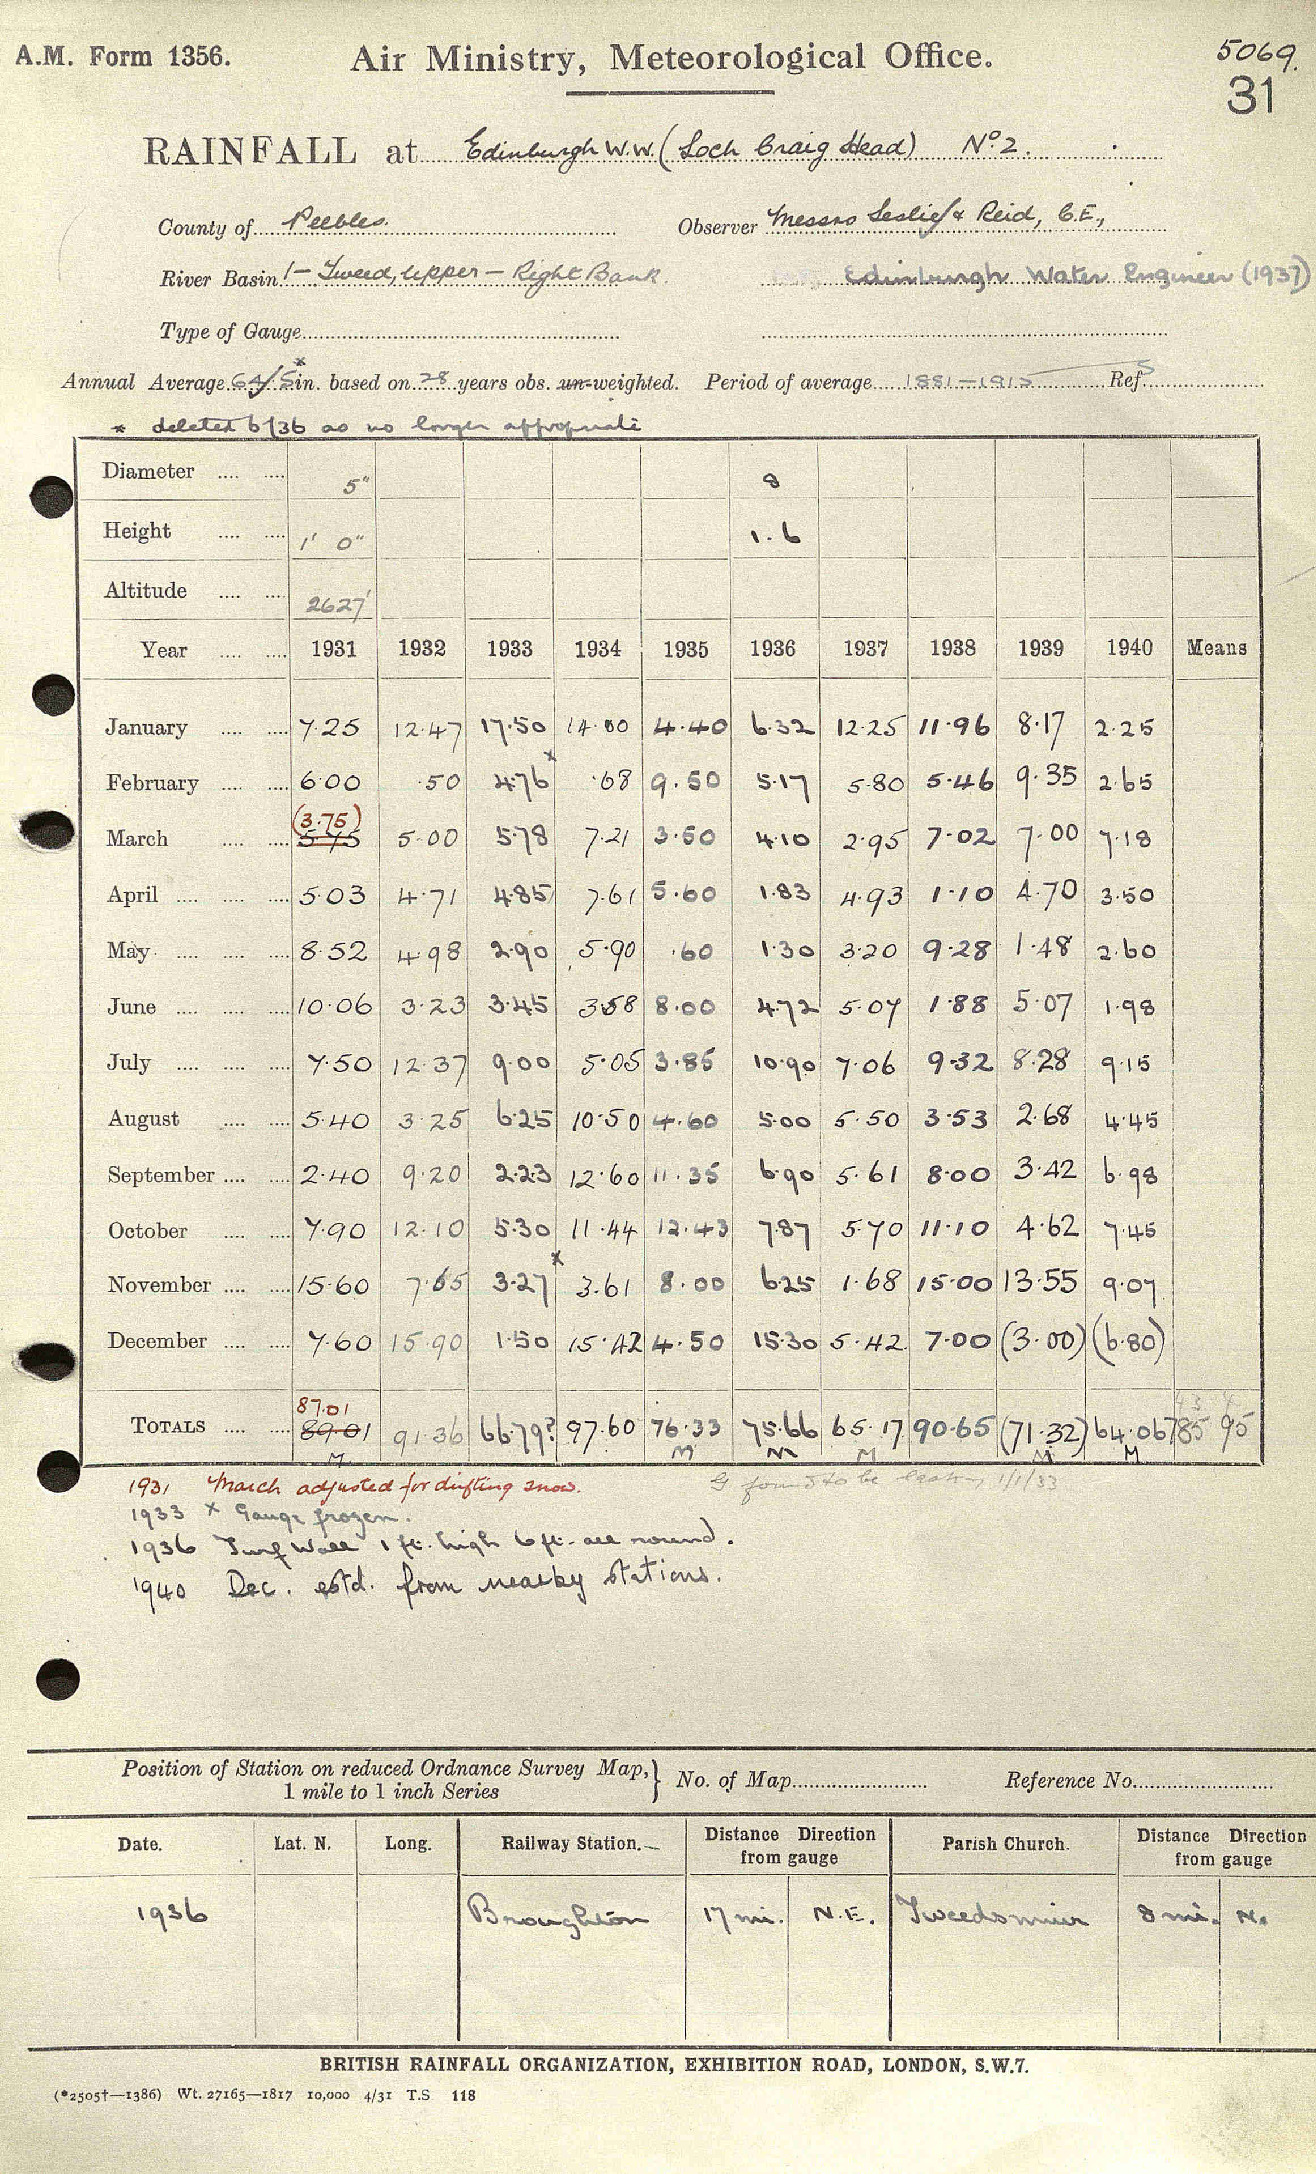 A.M. Form 1356. Air Ministry, Meteorological Office. 5069.
31
RAINFALL at Edinburgh W.W. (Loch Craig Head) No. 2.
County of Peebles. Observer Messrs Leslie & Reid, C.E.,
River Basin 1 – Tweed, Upper – Right Bank. Edinburgh Water Engineer (1937)
Type of Gauge
Annual Average 64.5* in. based on 28 years obs. un-weighted. Period of average 1881–1915 Ref
* deleted 6/36 as no longer appropriate
Diameter 5" 8
Height 1' 0" 1.6
Altitude 2627'
Year 1931 1932 1933 1934 1935 1936 1937 1938 1939 1940 Means
January 7.25 12.47 17.50 14.00 4.40 6.32 12.25 11.96 8.17 2.25
February 6.00 .50 4.76x .68 9.50 5.17 5.80 5.46 9.35 2.65
(3.75)
March 5.75 5.00 5.78 7.21 3.50 4.10 2.95 7.02 7.00 7.18
April 5.03 4.71 4.85 7.61 5.60 1.83 4.93 1.10 4.70 3.50
May 8.52 4.98 2.90 5.90 .60 1.30 3.20 9.28 1.48 2.60
June 10.06 3.23 3.45 3.58 8.00 4.72 5.07 1.88 5.07 1.98
July 7.50 12.37 9.00 5.05 3.85 10.90 7.06 9.32 8.28 9.15
August 5.40 3.25 6.25 10.50 4.60 5.00 5.50 3.53 2.68 4.45
September 2.40 9.20 2.23 12.60 11.35 6.90 5.61 8.00 3.42 6.98
October 7.90 12.10 5.30 11.44 12.43 7.87 5.70 11.10 4.62 7.45
November 15.60 7.65 3.27x 3.61 8.00 6.25 1.68 15.00 13.55 9.07
December 7.60 15.90 1.50 15.42 4.50 15.30 5.42 7.00 (3.00) (6.80)
87.01
Totals 89.01 91.36 66.79? 97.60 76.33 75.66 65.17 90.65 (71.32) 64.06 785 95
M M M M M M
1931 March adjusted for drifting snow. G found to be leaking 1/1/33
1933 x Gauge frozen.
1936 Turf Wall 1 ft. high 6 ft. all round.
1940 Dec. estd. from nearby stations.
Position of Station on reduced Ordnance Survey Map, 1 mile to 1 inch Series } No. of Map Reference No.
Date. Lat. N. Long. Railway Station. Distance Direction from gauge Parish Church. Distance Direction from gauge
1936 Broughton 17 mi. N.E. Tweedsmuir 8 mi. N.
BRITISH RAINFALL ORGANIZATION, EXHIBITION ROAD, LONDON, S.W.7.
(*2505†—1386) Wt. 27165—1817 10,000 4/31 T.S 118